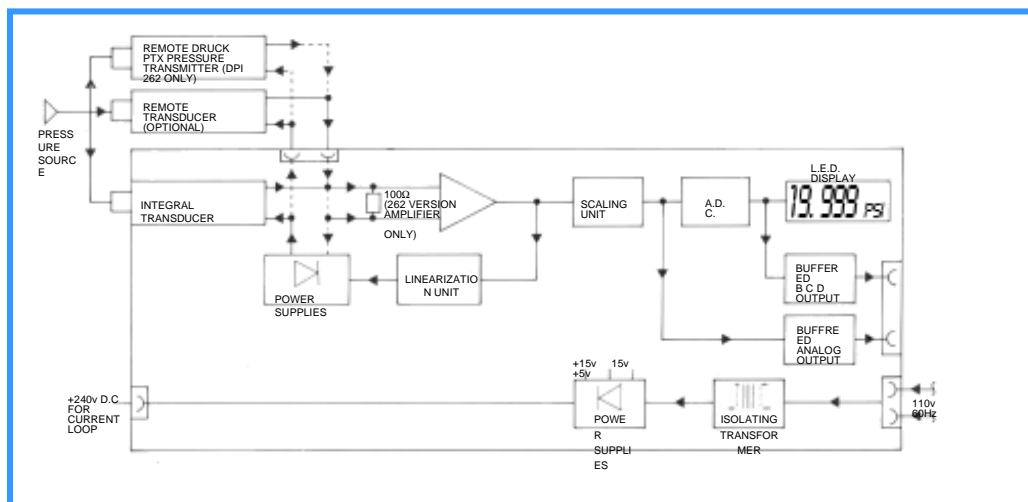 REMOTE DRUCK
PTX PRESSURE
TRANSMITTER (DPI
262 ONLY)
REMOTE
TRANSDUCER
(OPTIONAL)
PRESS
URE
SOURC
E
INTEGRAL
TRANSDUCER
100Ω
(262 VERSION
AMPLIFIER
ONLY)
SCALING
UNIT
A.D.
C.
L.E.D.
DISPLAY
19.999 PSI
POWER
SUPPLIES
LINEARIZATIO
N UNIT
BUFFER
ED
B C D
OUTPUT
BUFFRE
ED
ANALOG OUTPUT
+15v 15v
+5v
POWE
R
SUPPLI
ES
ISOLATING
TRANSFOR
MER
110v
60Hz
+240v D.C
FOR
CURRENT
LOOP